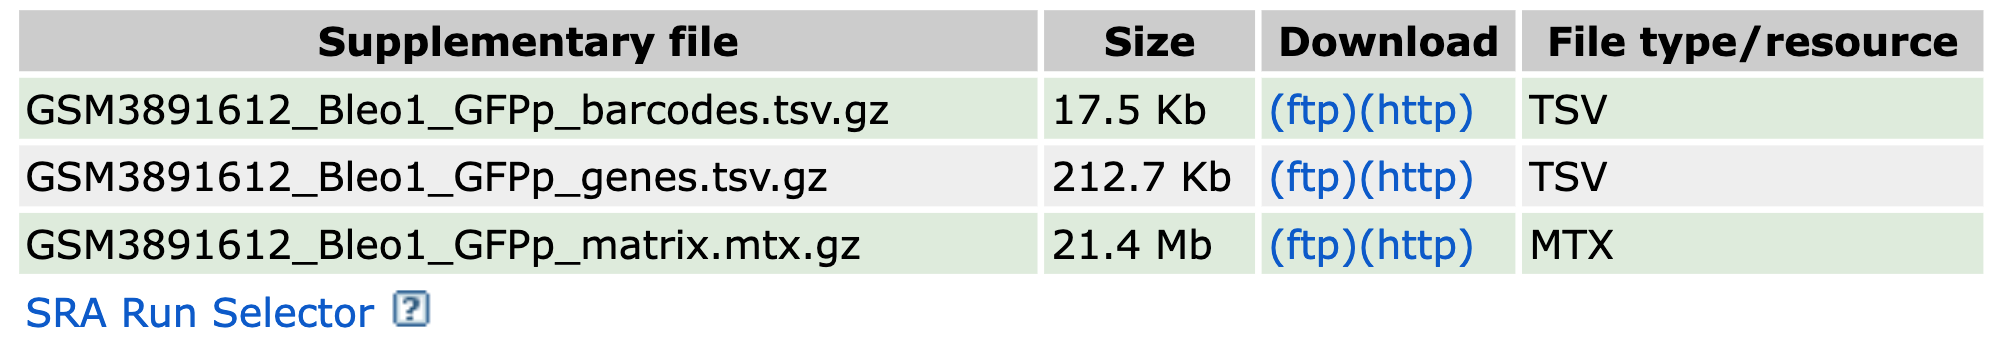 Supplementary file Size Download File type/resource
GSM3891612_Bleo1_GFPp_barcodes.tsv.gz 17.5 Kb (ftp)(http) TSV
GSM3891612_Bleo1_GFPp_genes.tsv.gz 212.7 Kb (ftp)(http) TSV
GSM3891612_Bleo1_GFPp_matrix.mtx.gz 21.4 Mb (ftp)(http) MTX
SRA Run Selector ?